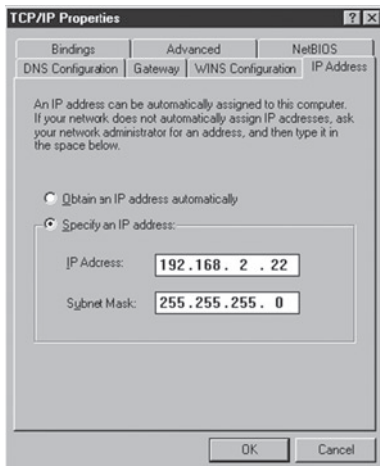 TCP/IP Properties
Bindings Advanced NetBIOS
DNS Configuration Gateway WINS Configuration IP Address
An IP address can be automatically assigned to this computer.
If your network does not automatically assign IP acdresses, ask
your network administrator for an address, and then type it in
the space below.
Obtain an IP address automatically
Specify an IP address:
IP Adcress: 192.168. 2 .22
Subnet Mask: 255.255.255. 0
OK Cancel